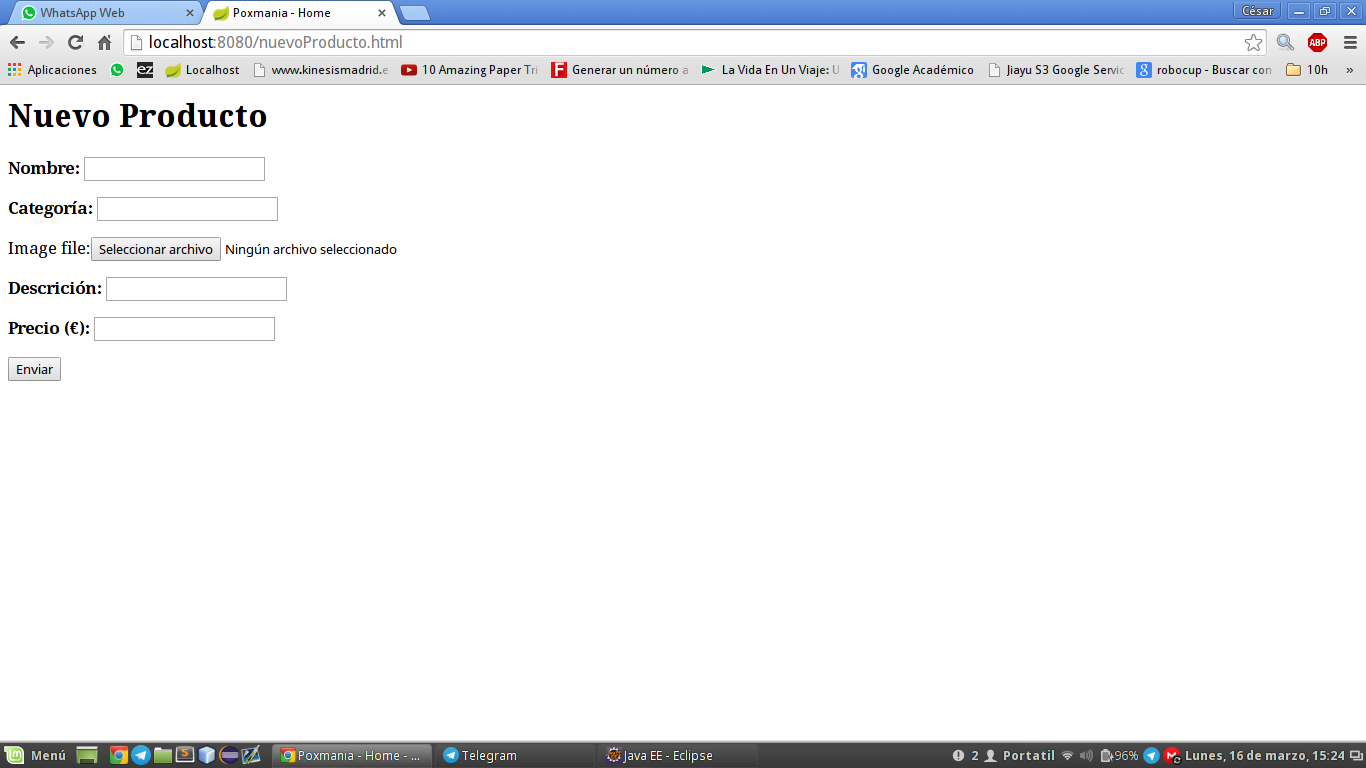 WhatsApp Web
Poxmania - Home
César
localhost:8080/nuevoProducto.html
ABP
Aplicaciones
ez
Localhost
www.kinesismadrid.e
10 Amazing Paper Tri
Generar un número a
La Vida En Un Viaje: U
Google Académico
Jiayu S3 Google Servic
robocup - Buscar con
10h
»
Nuevo Producto
Nombre:
Categoría:
Image file: Seleccionar archivo Ningún archivo seleccionado
Descrición:
Precio (€):
Enviar
Menú
Poxmania - Home - ...
Telegram
Java EE - Eclipse
2
Portatil
96%
Lunes, 16 de marzo, 15:24